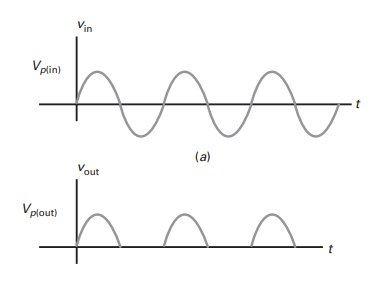 v_in
V_p(in)
t
(a)
v_out
V_p(out)
t